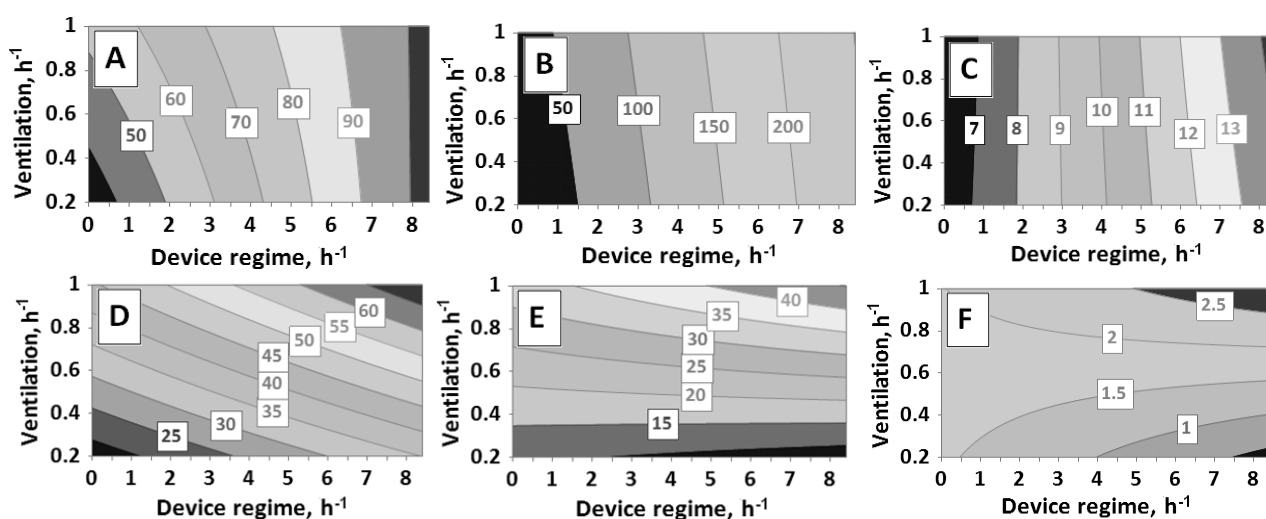 A
Ventilation, h⁻¹
1
0.8
0.6
0.4
0.2
50
60
70
80
90
0 1 2 3 4 5 6 7 8
Device regime, h⁻¹
B
Ventilation, h⁻¹
1
0.8
0.6
0.4
0.2
50
100
150
200
0 1 2 3 4 5 6 7 8
Device regime, h⁻¹
C
Ventilation, h⁻¹
1
0.8
0.6
0.4
0.2
7
8
9
10
11
12
13
0 1 2 3 4 5 6 7 8
Device regime, h⁻¹
D
Ventilation, h⁻¹
1
0.8
0.6
0.4
0.2
60
55
50
45
40
35
30
25
0 1 2 3 4 5 6 7 8
Device regime, h⁻¹
E
Ventilation, h⁻¹
1
0.8
0.6
0.4
0.2
40
35
30
25
20
15
0 1 2 3 4 5 6 7 8
Device regime, h⁻¹
F
Ventilation, h⁻¹
1
0.8
0.6
0.4
0.2
2.5
2
1.5
1
0 1 2 3 4 5 6 7 8
Device regime, h⁻¹